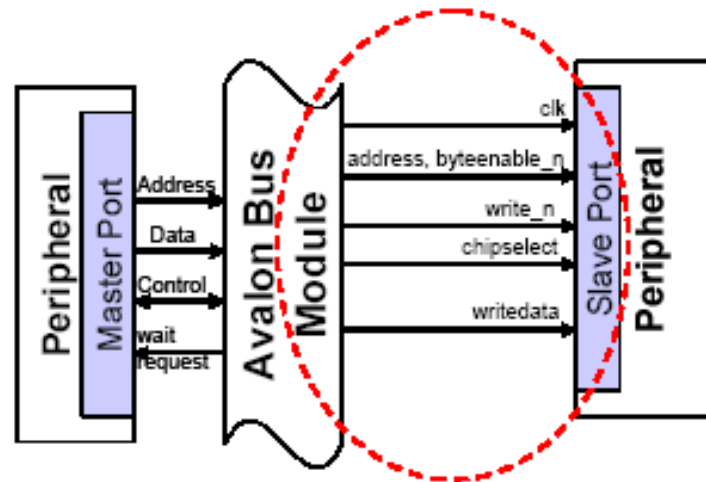 Peripheral
Master Port
Address
Data
Control
wait
request
Avalon Bus
Module
clk
address, byteenable_n
write_n
chipselect
writedata
Slave Port
Peripheral